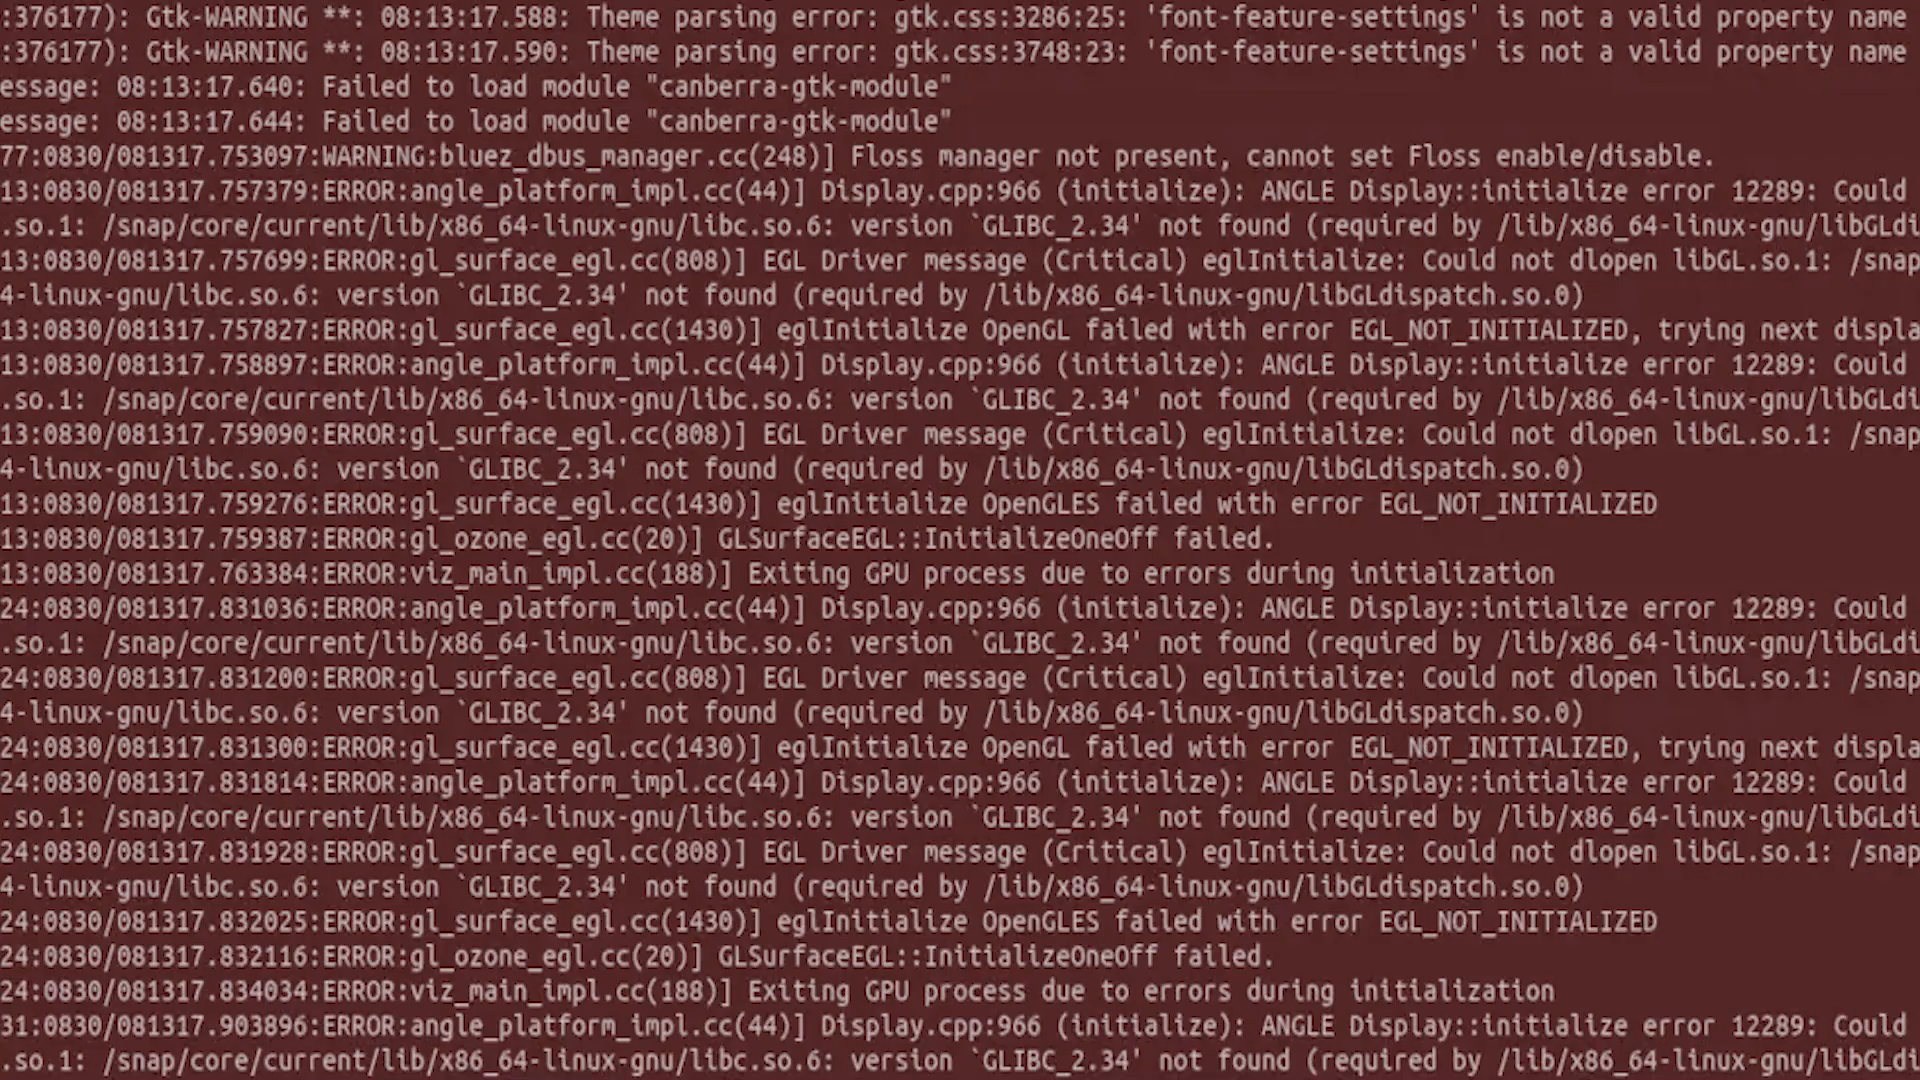 :376177): Gtk-WARNING **: 08:13:17.588: Theme parsing error: gtk.css:3286:25: 'font-feature-settings' is not a valid property name
:376177): Gtk-WARNING **: 08:13:17.590: Theme parsing error: gtk.css:3748:23: 'font-feature-settings' is not a valid property name
essage: 08:13:17.640: Failed to load module "canberra-gtk-module"
essage: 08:13:17.644: Failed to load module "canberra-gtk-module"
77:0830/081317.753097:WARNING:bluez_dbus_manager.cc(248)] Floss manager not present, cannot set Floss enable/disable.
13:0830/081317.757379:ERROR:angle_platform_impl.cc(44)] Display.cpp:966 (initialize): ANGLE Display::initialize error 12289: Could
.so.1: /snap/core/current/lib/x86_64-linux-gnu/libc.so.6: version `GLIBC_2.34' not found (required by /lib/x86_64-linux-gnu/libGLdi
13:0830/081317.757699:ERROR:gl_surface_egl.cc(808)] EGL Driver message (Critical) eglInitialize: Could not dlopen libGL.so.1: /snap
4-linux-gnu/libc.so.6: version `GLIBC_2.34' not found (required by /lib/x86_64-linux-gnu/libGLdispatch.so.0)
13:0830/081317.757827:ERROR:gl_surface_egl.cc(1430)] eglInitialize OpenGL failed with error EGL_NOT_INITIALIZED, trying next displa
13:0830/081317.758897:ERROR:angle_platform_impl.cc(44)] Display.cpp:966 (initialize): ANGLE Display::initialize error 12289: Could
.so.1: /snap/core/current/lib/x86_64-linux-gnu/libc.so.6: version `GLIBC_2.34' not found (required by /lib/x86_64-linux-gnu/libGLdi
13:0830/081317.759090:ERROR:gl_surface_egl.cc(808)] EGL Driver message (Critical) eglInitialize: Could not dlopen libGL.so.1: /snap
4-linux-gnu/libc.so.6: version `GLIBC_2.34' not found (required by /lib/x86_64-linux-gnu/libGLdispatch.so.0)
13:0830/081317.759276:ERROR:gl_surface_egl.cc(1430)] eglInitialize OpenGLES failed with error EGL_NOT_INITIALIZED
13:0830/081317.759387:ERROR:gl_ozone_egl.cc(20)] GLSurfaceEGL::InitializeOneOff failed.
13:0830/081317.763384:ERROR:viz_main_impl.cc(188)] Exiting GPU process due to errors during initialization
24:0830/081317.831036:ERROR:angle_platform_impl.cc(44)] Display.cpp:966 (initialize): ANGLE Display::initialize error 12289: Could
.so.1: /snap/core/current/lib/x86_64-linux-gnu/libc.so.6: version `GLIBC_2.34' not found (required by /lib/x86_64-linux-gnu/libGLdi
24:0830/081317.831200:ERROR:gl_surface_egl.cc(808)] EGL Driver message (Critical) eglInitialize: Could not dlopen libGL.so.1: /snap
4-linux-gnu/libc.so.6: version `GLIBC_2.34' not found (required by /lib/x86_64-linux-gnu/libGLdispatch.so.0)
24:0830/081317.831300:ERROR:gl_surface_egl.cc(1430)] eglInitialize OpenGL failed with error EGL_NOT_INITIALIZED, trying next displa
24:0830/081317.831814:ERROR:angle_platform_impl.cc(44)] Display.cpp:966 (initialize): ANGLE Display::initialize error 12289: Could
.so.1: /snap/core/current/lib/x86_64-linux-gnu/libc.so.6: version `GLIBC_2.34' not found (required by /lib/x86_64-linux-gnu/libGLdi
24:0830/081317.831928:ERROR:gl_surface_egl.cc(808)] EGL Driver message (Critical) eglInitialize: Could not dlopen libGL.so.1: /snap
4-linux-gnu/libc.so.6: version `GLIBC_2.34' not found (required by /lib/x86_64-linux-gnu/libGLdispatch.so.0)
24:0830/081317.832025:ERROR:gl_surface_egl.cc(1430)] eglInitialize OpenGLES failed with error EGL_NOT_INITIALIZED
24:0830/081317.832116:ERROR:gl_ozone_egl.cc(20)] GLSurfaceEGL::InitializeOneOff failed.
24:0830/081317.834034:ERROR:viz_main_impl.cc(188)] Exiting GPU process due to errors during initialization
31:0830/081317.903896:ERROR:angle_platform_impl.cc(44)] Display.cpp:966 (initialize): ANGLE Display::initialize error 12289: Could
.so.1: /snap/core/current/lib/x86_64-linux-gnu/libc.so.6: version `GLIBC_2.34' not found (required by /lib/x86_64-linux-gnu/libGLdi